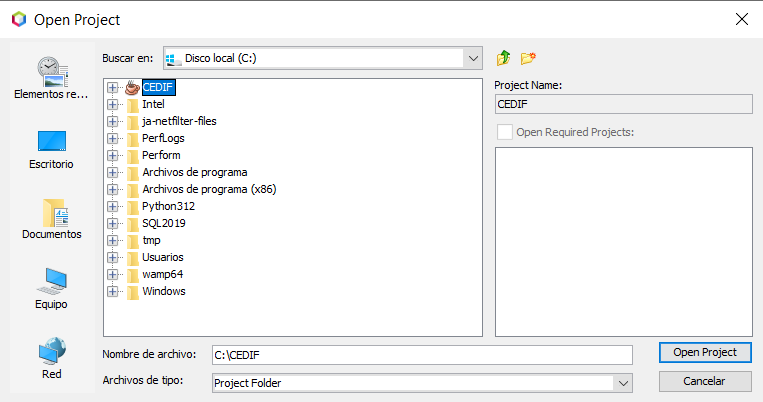 Open Project
Buscar en:
Disco local (C:)
Elementos re...
Escritorio
Documentos
Equipo
Red
CEDIF
Intel
ja-netfilter-files
PerfLogs
Perform
Archivos de programa
Archivos de programa (x86)
Python312
SQL2019
tmp
Usuarios
wamp64
Windows
Project Name:
CEDIF
Open Required Projects:
Nombre de archivo:
C:\CEDIF
Open Project
Archivos de tipo:
Project Folder
Cancelar